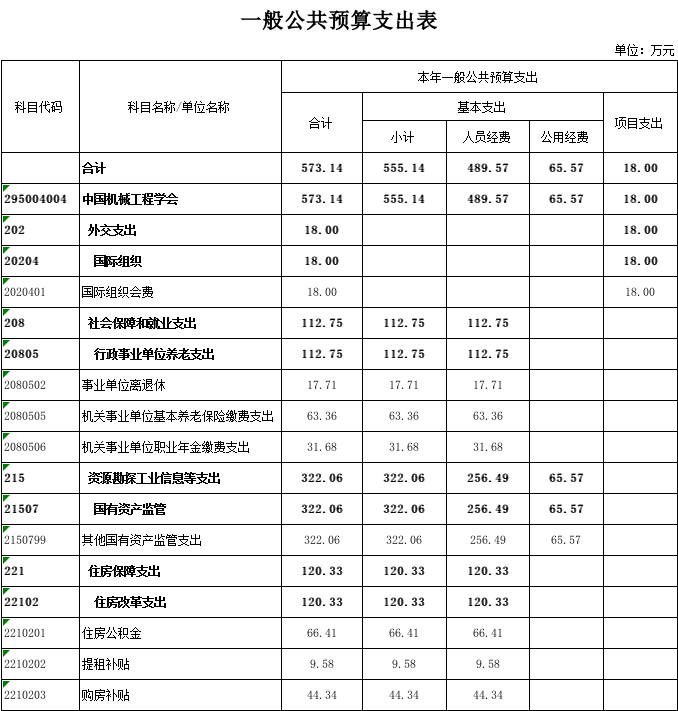 一般公共预算支出表
单位：万元
科目代码 科目名称/单位名称 本年一般公共预算支出
合计 基本支出 项目支出
小计 人员经费 公用经费
合计 573.14 555.14 489.57 65.57 18.00
295004004 中国机械工程学会 573.14 555.14 489.57 65.57 18.00
202 外交支出 18.00 18.00
20204 国际组织 18.00 18.00
2020401 国际组织会费 18.00 18.00
208 社会保障和就业支出 112.75 112.75 112.75
20805 行政事业单位养老支出 112.75 112.75 112.75
2080502 事业单位离退休 17.71 17.71 17.71
2080505 机关事业单位基本养老保险缴费支出 63.36 63.36 63.36
2080506 机关事业单位职业年金缴费支出 31.68 31.68 31.68
215 资源勘探工业信息等支出 322.06 322.06 256.49 65.57
21507 国有资产监管 322.06 322.06 256.49 65.57
2150799 其他国有资产监管支出 322.06 322.06 256.49 65.57
221 住房保障支出 120.33 120.33 120.33
22102 住房改革支出 120.33 120.33 120.33
2210201 住房公积金 66.41 66.41 66.41
2210202 提租补贴 9.58 9.58 9.58
2210203 购房补贴 44.34 44.34 44.34